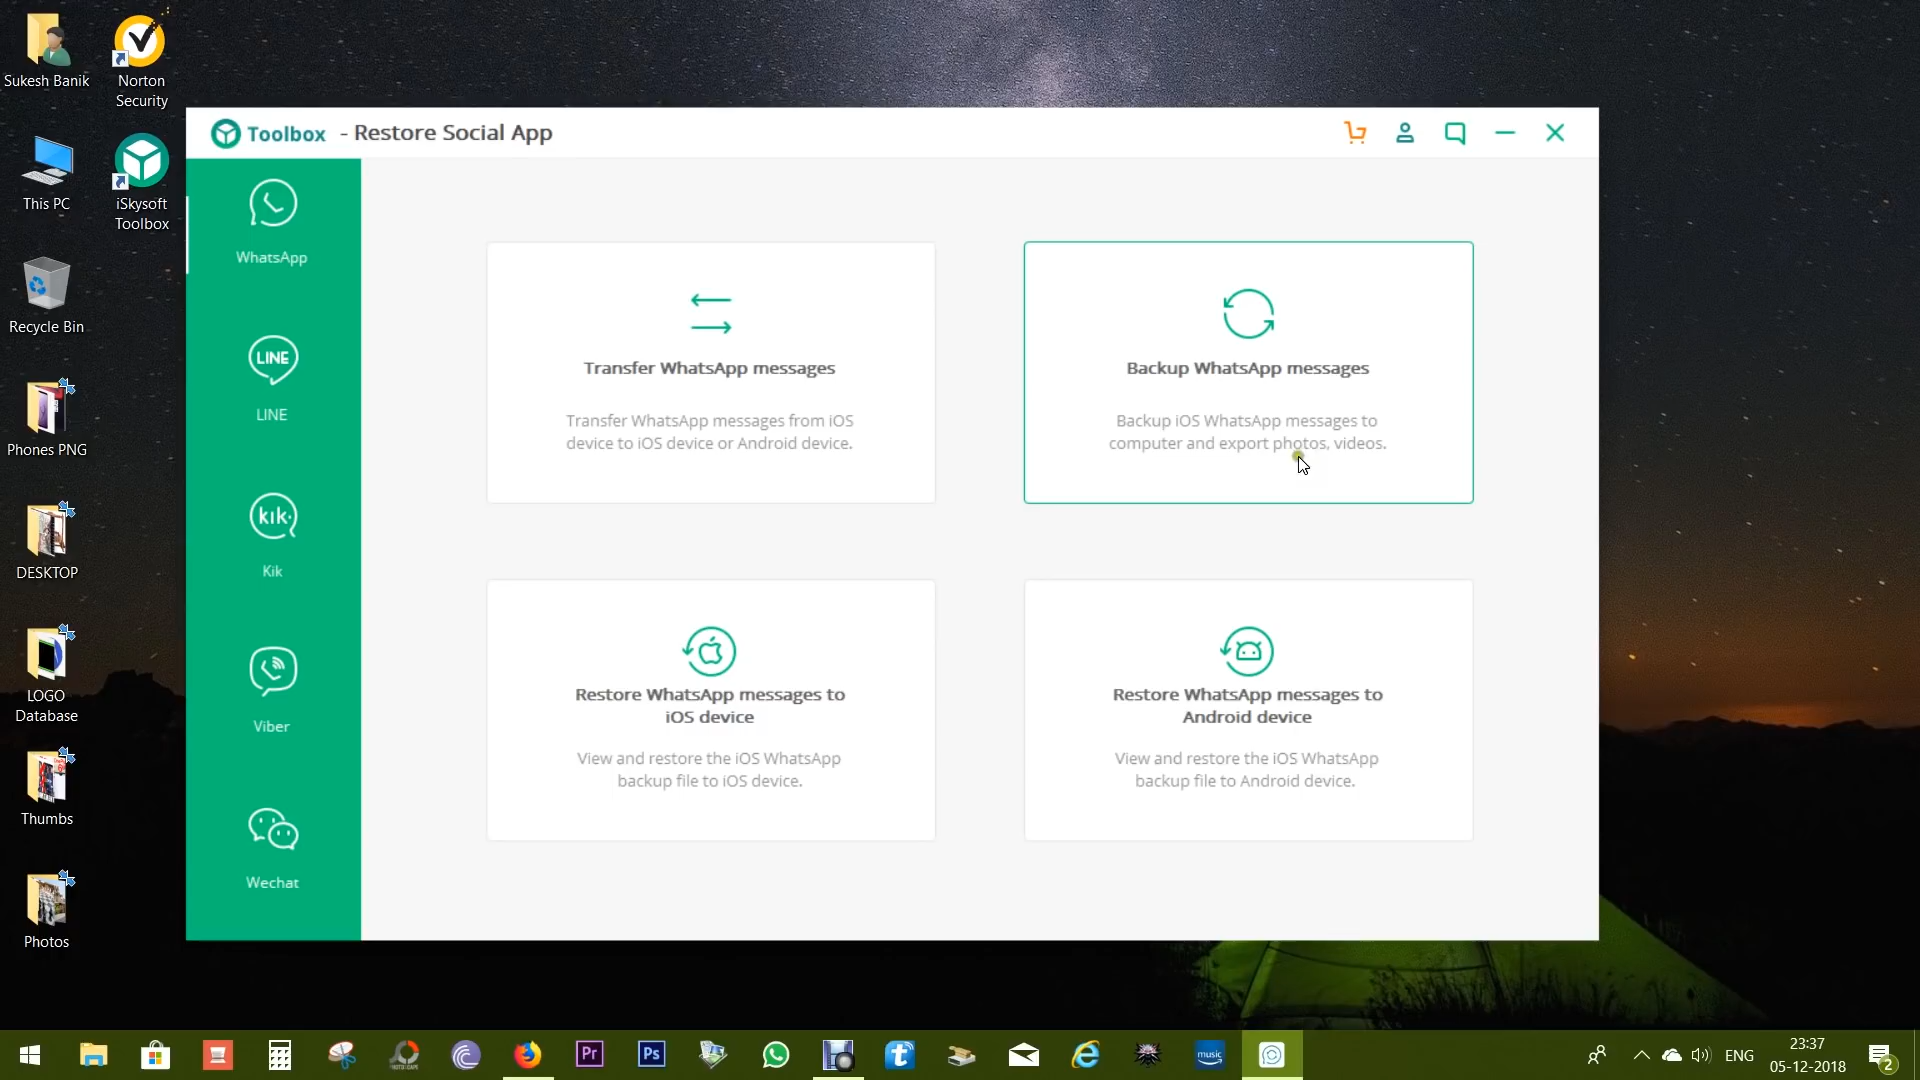 Sukesh Banik
Norton
Security
This PC
iSkysoft
Toolbox
Recycle Bin
Phones PNG
DESKTOP
LOGO
Database
Thumbs
Photos
Toolbox - Restore Social App
WhatsApp
LINE
LINE
kik
Kik
Viber
Wechat
Transfer WhatsApp messages
Transfer WhatsApp messages from iOS
device to iOS device or Android device.
Backup WhatsApp messages
Backup iOS WhatsApp messages to
computer and export photos, videos.
Restore WhatsApp messages to
iOS device
View and restore the iOS WhatsApp
backup file to iOS device.
Restore WhatsApp messages to
Android device
View and restore the iOS WhatsApp
backup file to Android device.
Pr
Ps
music
ENG
23:37
05-12-2018
2